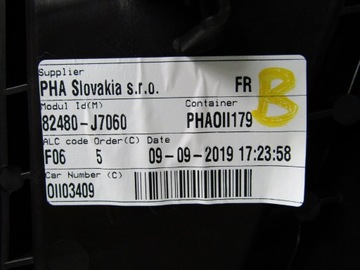 Supplier
PHA Slovakia s.r.o. FR B
Modul Id(M) Container
82480-J7060 PHAOII179
ALC code Order(C) Date
F06 5 09-09-2019 17:23:58
Car Number (C)
OII03409